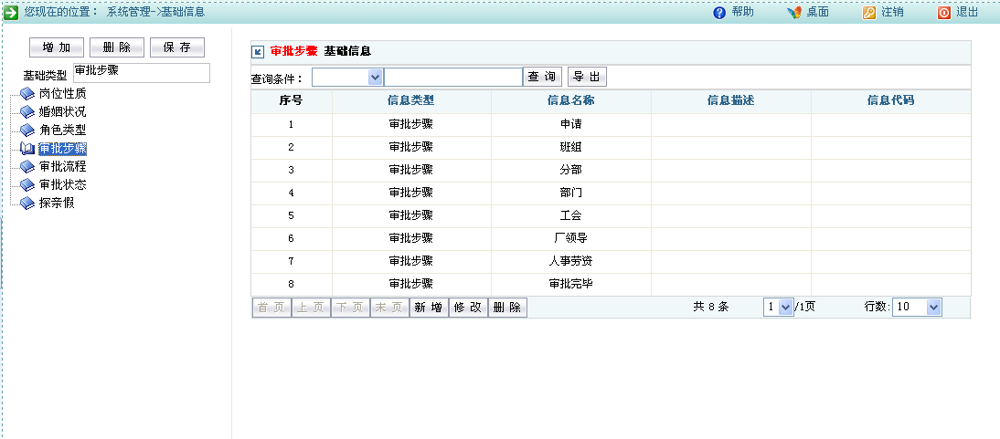 您现在的位置： 系统管理->基础信息 帮助 桌面 注销 退出
增 加 删 除 保 存
基础类型 审批步骤
岗位性质
婚姻状况
角色类型
审批步骤
审批流程
审批状态
探亲假
审批步骤 基础信息
查询条件： 查 询 导 出
序号 信息类型 信息名称 信息描述 信息代码
1 审批步骤 申请
2 审批步骤 班组
3 审批步骤 分部
4 审批步骤 部门
5 审批步骤 工会
6 审批步骤 厂领导
7 审批步骤 人事劳资
8 审批步骤 审批完毕
首 页 上 页 下 页 末 页 新 增 修 改 删 除 共 8 条 1 /1页 行数: 10